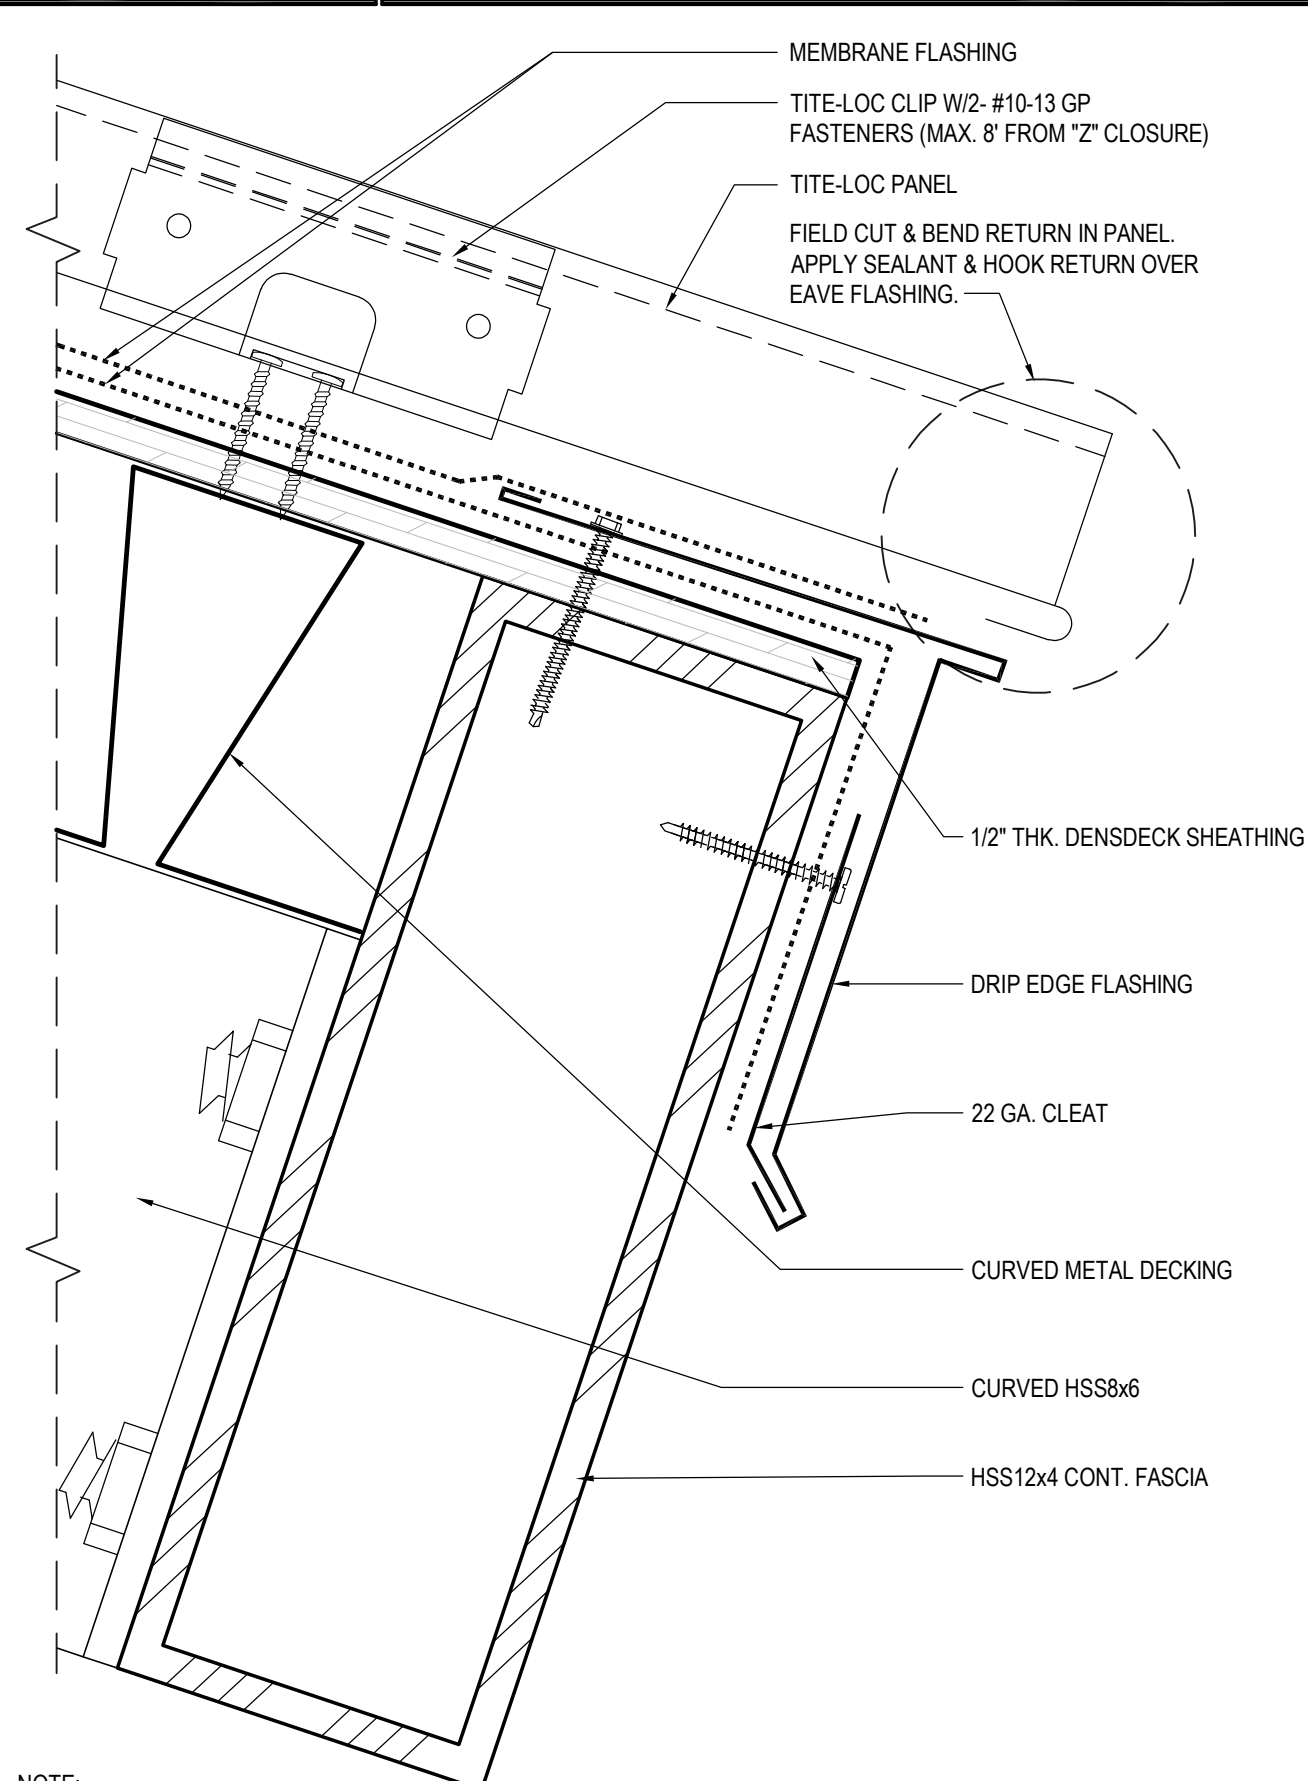 MEMBRANE FLASHING
TITE-LOC CLIP W/2- #10-13 GP
FASTENERS (MAX. 8' FROM "Z" CLOSURE)
TITE-LOC PANEL
FIELD CUT & BEND RETURN IN PANEL.
APPLY SEALANT & HOOK RETURN OVER
EAVE FLASHING.
1/2" THK. DENSDECK SHEATHING
DRIP EDGE FLASHING
22 GA. CLEAT
CURVED METAL DECKING
CURVED HSS8x6
HSS12x4 CONT. FASCIA
NOTE: